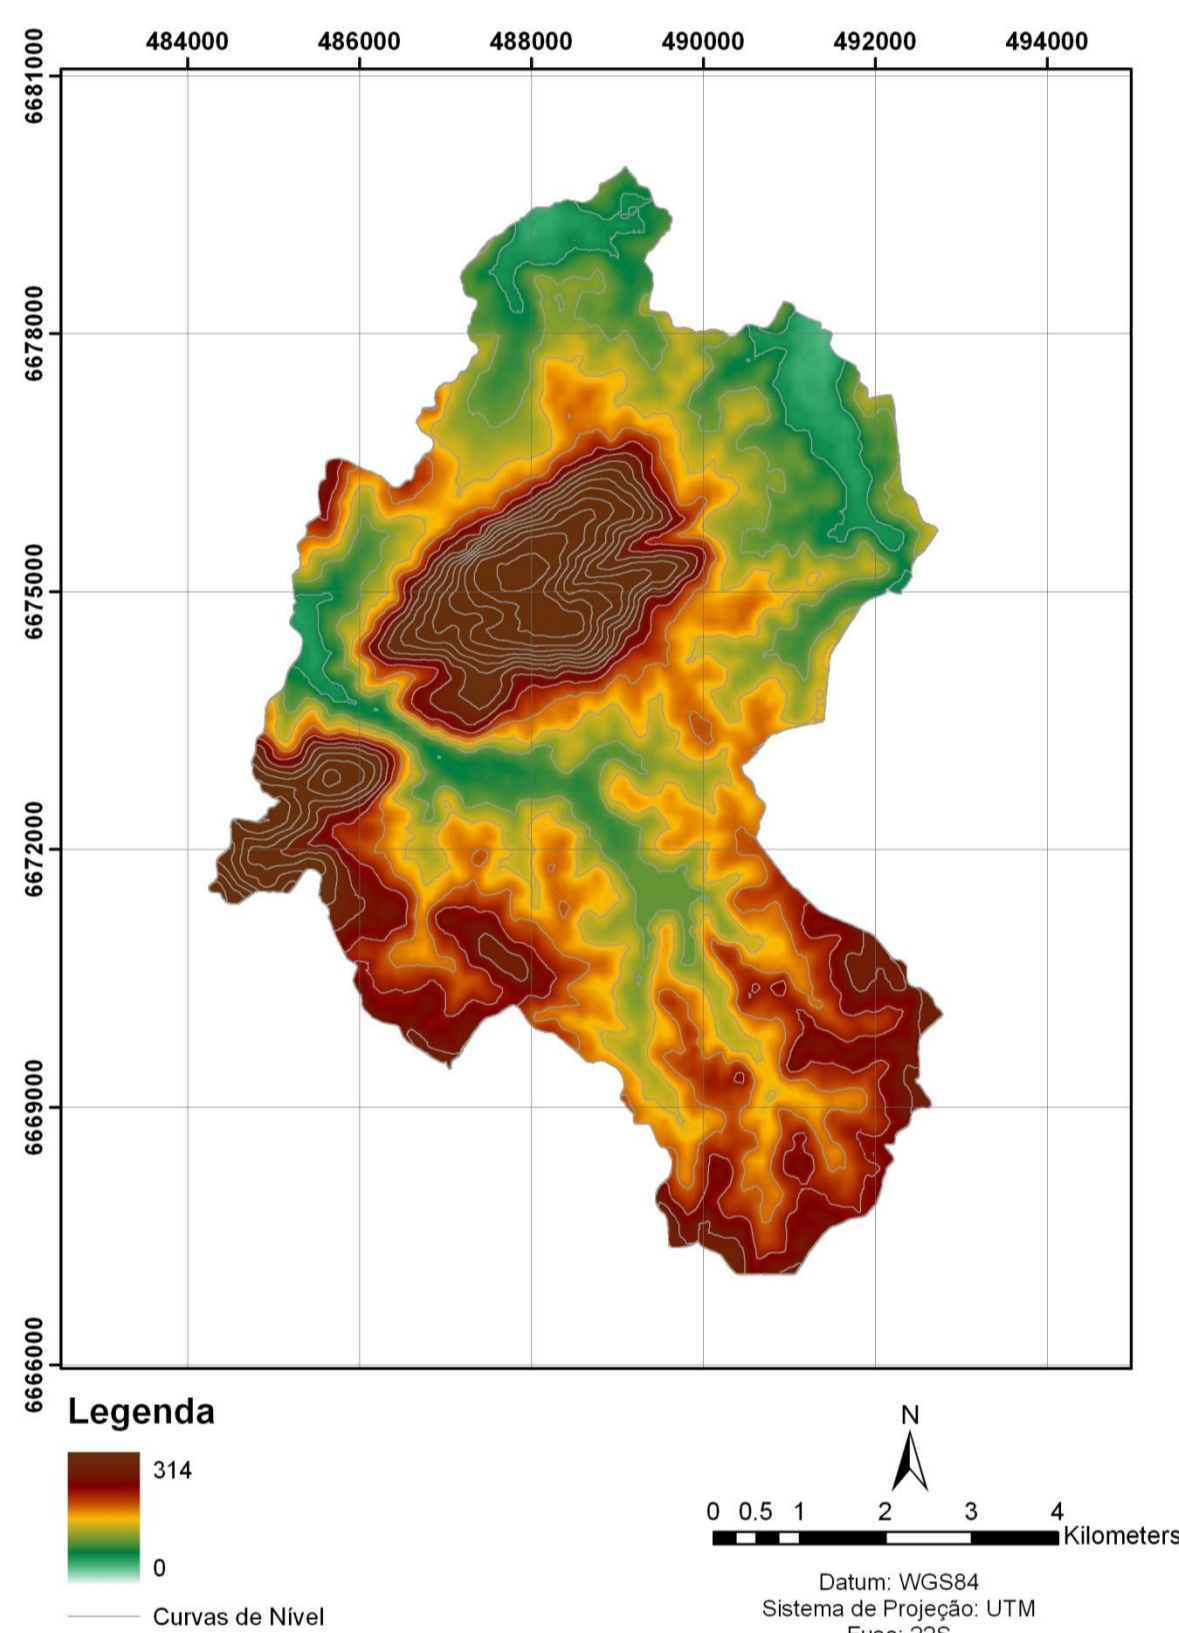 484000 486000 488000 490000 492000 494000
6681000
6678000
6675000
6672000
6669000
6666000
Legenda
314
0
Curvas de Nível
N
0 0.5 1 2 3 4
Kilometers
Datum: WGS84
Sistema de Projeção: UTM